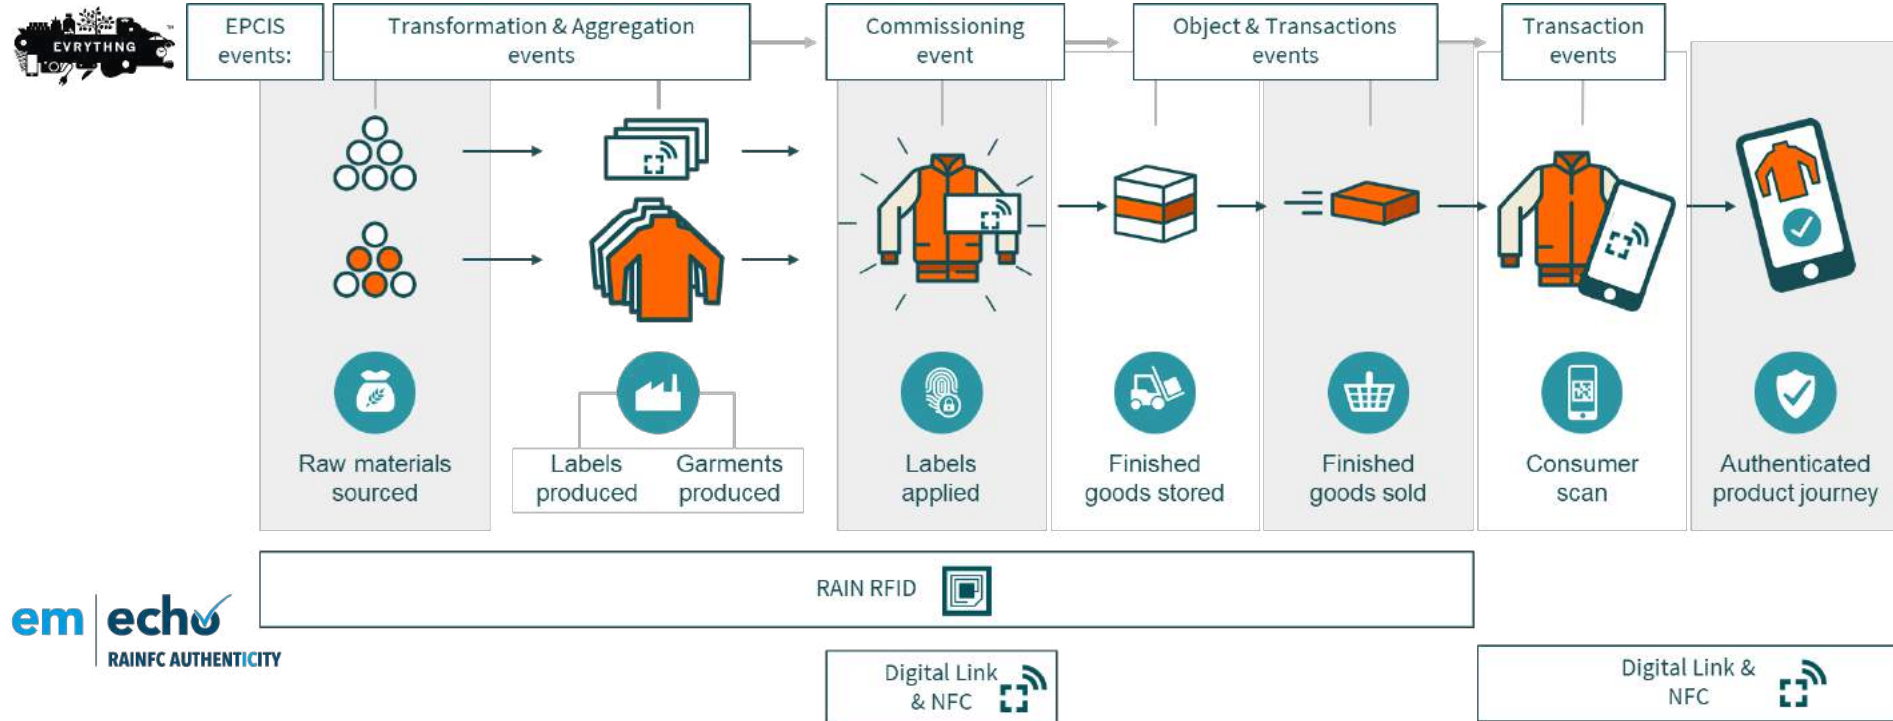 EVRYTHNG
TM
EPCIS
events:
Transformation & Aggregation
events
Commissioning
event
Object & Transactions
events
Transaction
events
Raw materials
sourced
Labels
produced
Garments
produced
Labels
applied
Finished
goods stored
Finished
goods sold
Consumer
scan
Authenticated
product journey
RAIN RFID
em | echo
RAINFC AUTHENTICITY
Digital Link
& NFC
Digital Link &
NFC